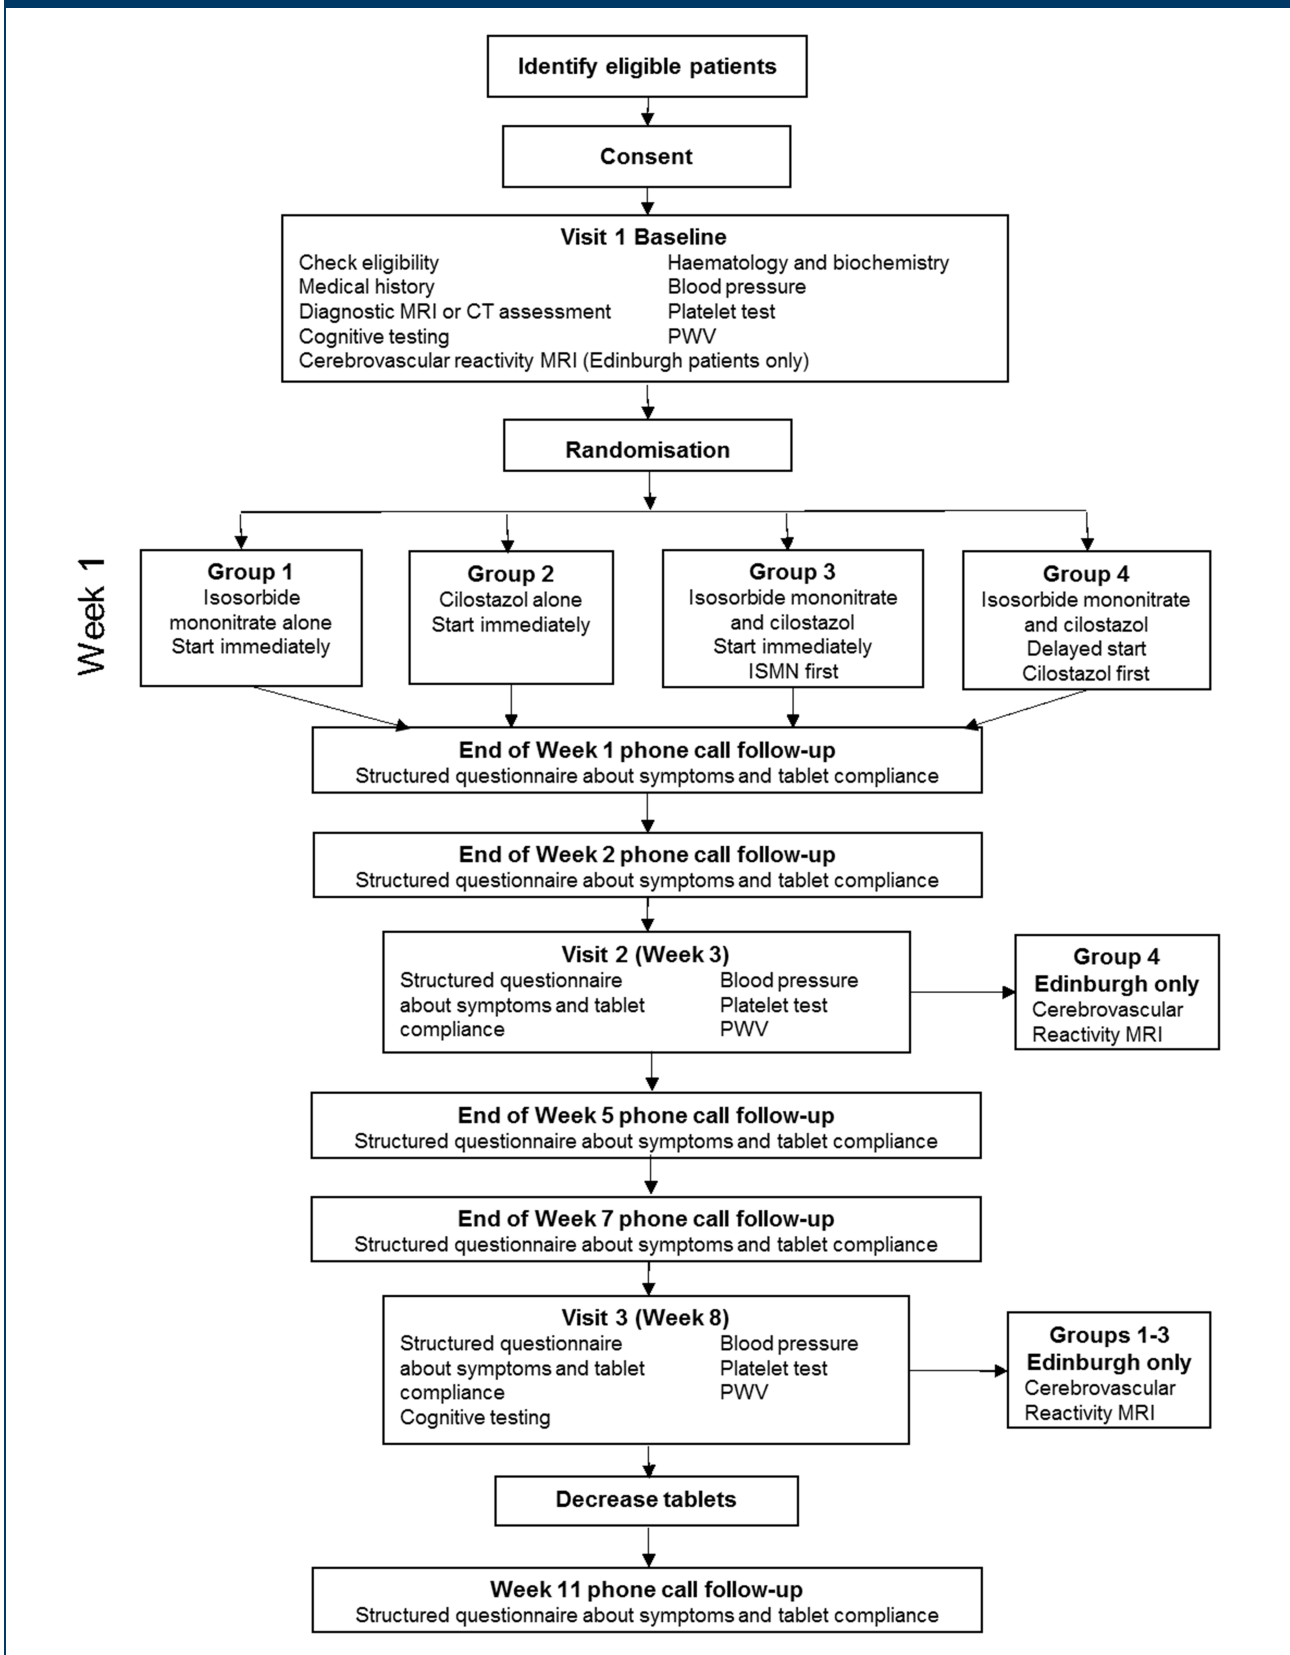 Identify eligible patients
Consent
Visit 1 Baseline
Check eligibility
Medical history
Diagnostic MRI or CT assessment
Cognitive testing
Cerebrovascular reactivity MRI (Edinburgh patients only)
Haematology and biochemistry
Blood pressure
Platelet test
PWV
Randomisation
Week 1
Group 1
Isosorbide
mononitrate alone
Start immediately
Group 2
Cilostazol alone
Start immediately
Group 3
Isosorbide mononitrate
and cilostazol
Start immediately
ISMN first
Group 4
Isosorbide mononitrate
and cilostazol
Delayed start
Cilostazol first
End of Week 1 phone call follow-up
Structured questionnaire about symptoms and tablet compliance
End of Week 2 phone call follow-up
Structured questionnaire about symptoms and tablet compliance
Visit 2 (Week 3)
Structured questionnaire
about symptoms and tablet
compliance
Blood pressure
Platelet test
PWV
Group 4
Edinburgh only
Cerebrovascular
Reactivity MRI
End of Week 5 phone call follow-up
Structured questionnaire about symptoms and tablet compliance
End of Week 7 phone call follow-up
Structured questionnaire about symptoms and tablet compliance
Visit 3 (Week 8)
Structured questionnaire
about symptoms and tablet
compliance
Cognitive testing
Blood pressure
Platelet test
PWV
Groups 1-3
Edinburgh only
Cerebrovascular
Reactivity MRI
Decrease tablets
Week 11 phone call follow-up
Structured questionnaire about symptoms and tablet compliance